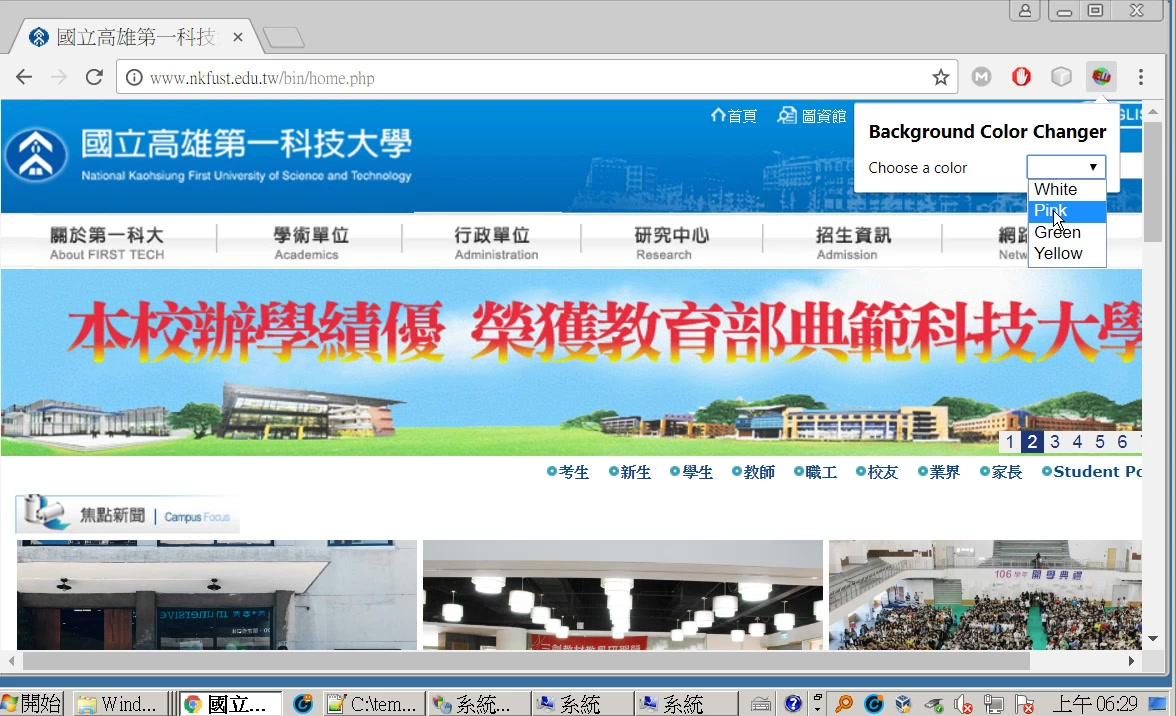 國立高雄第一科技
www.nkfust.edu.tw/bin/home.php
首頁
圖資館
國立高雄第一科技大學
National Kaohsiung First University of Science and Technology
Background Color Changer
Choose a color
White
Pink
Green
Yellow
關於第一科大
About FIRST TECH
學術單位
Academics
行政單位
Administration
研究中心
Research
招生資訊
Admission
本校辦學績優 榮獲教育部典範科技大學
1 2 3 4 5 6
考生 新生 學生 教師 職工 校友 業界 家長 Student
焦點新聞 | Campus Focus
106 學年 開學典禮
開始
Wind...
國立...
C:\tem...
系統...
系統
系統
上午 06:29